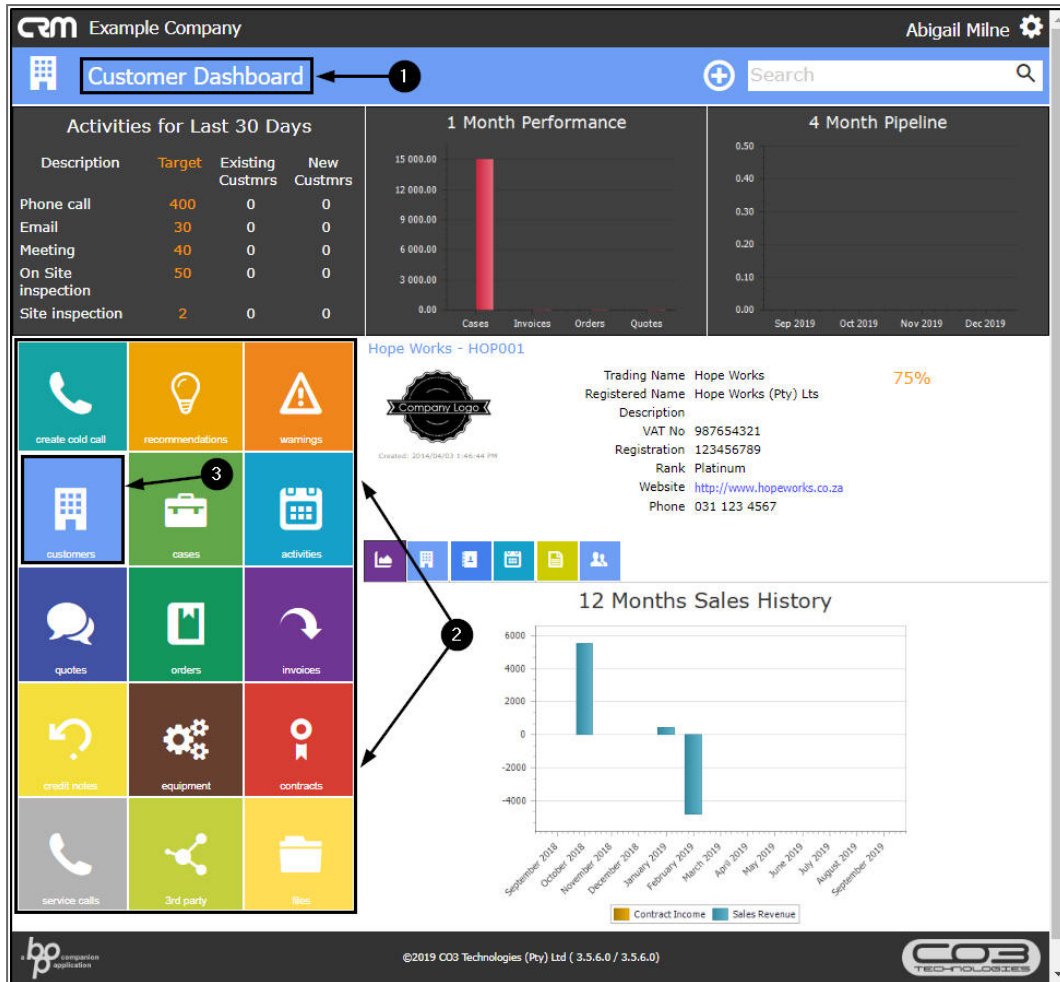 CRM Example Company
Abigail Milne
Customer Dashboard
1
Search
Activities for Last 30 Days
Description Target Existing Custmrs New Custmrs
Phone call 400 0 0
Email 30 0 0
Meeting 40 0 0
On Site inspection 50 0 0
Site inspection 2 0 0
1 Month Performance
15 000.00
12 000.00
9 000.00
6 000.00
3 000.00
0.00
Cases Invoices Orders Quotes
4 Month Pipeline
0.50
0.40
0.30
0.20
0.10
0.00
Sep 2019 Oct 2019 Nov 2019 Dec 2019
create cold call
recommendations
warnings
3
customers
cases
activities
2
quotes
orders
invoices
credit notes
equipment
contracts
service calls
3rd party
files
Hope Works - HOP001
Company Logo
Created: 2014/04/03 1:46:44 PM
Trading Name Hope Works
Registered Name Hope Works (Pty) Lts
Description
VAT No 987654321
Registration 123456789
Rank Platinum
Website http://www.hopeworks.co.za
Phone 031 123 4567
75%
12 Months Sales History
6000
4000
2000
0
-2000
-4000
September 2018 October 2018 November 2018 December 2018 January 2019 February 2019 March 2019 April 2019 May 2019 June 2019 July 2019 August 2019 September 2019
Contract Income Sales Revenue
a bpo companion application
©2019 CO3 Technologies (Pty) Ltd ( 3.5.6.0 / 3.5.6.0)
CO3
TECHNOLOGIES